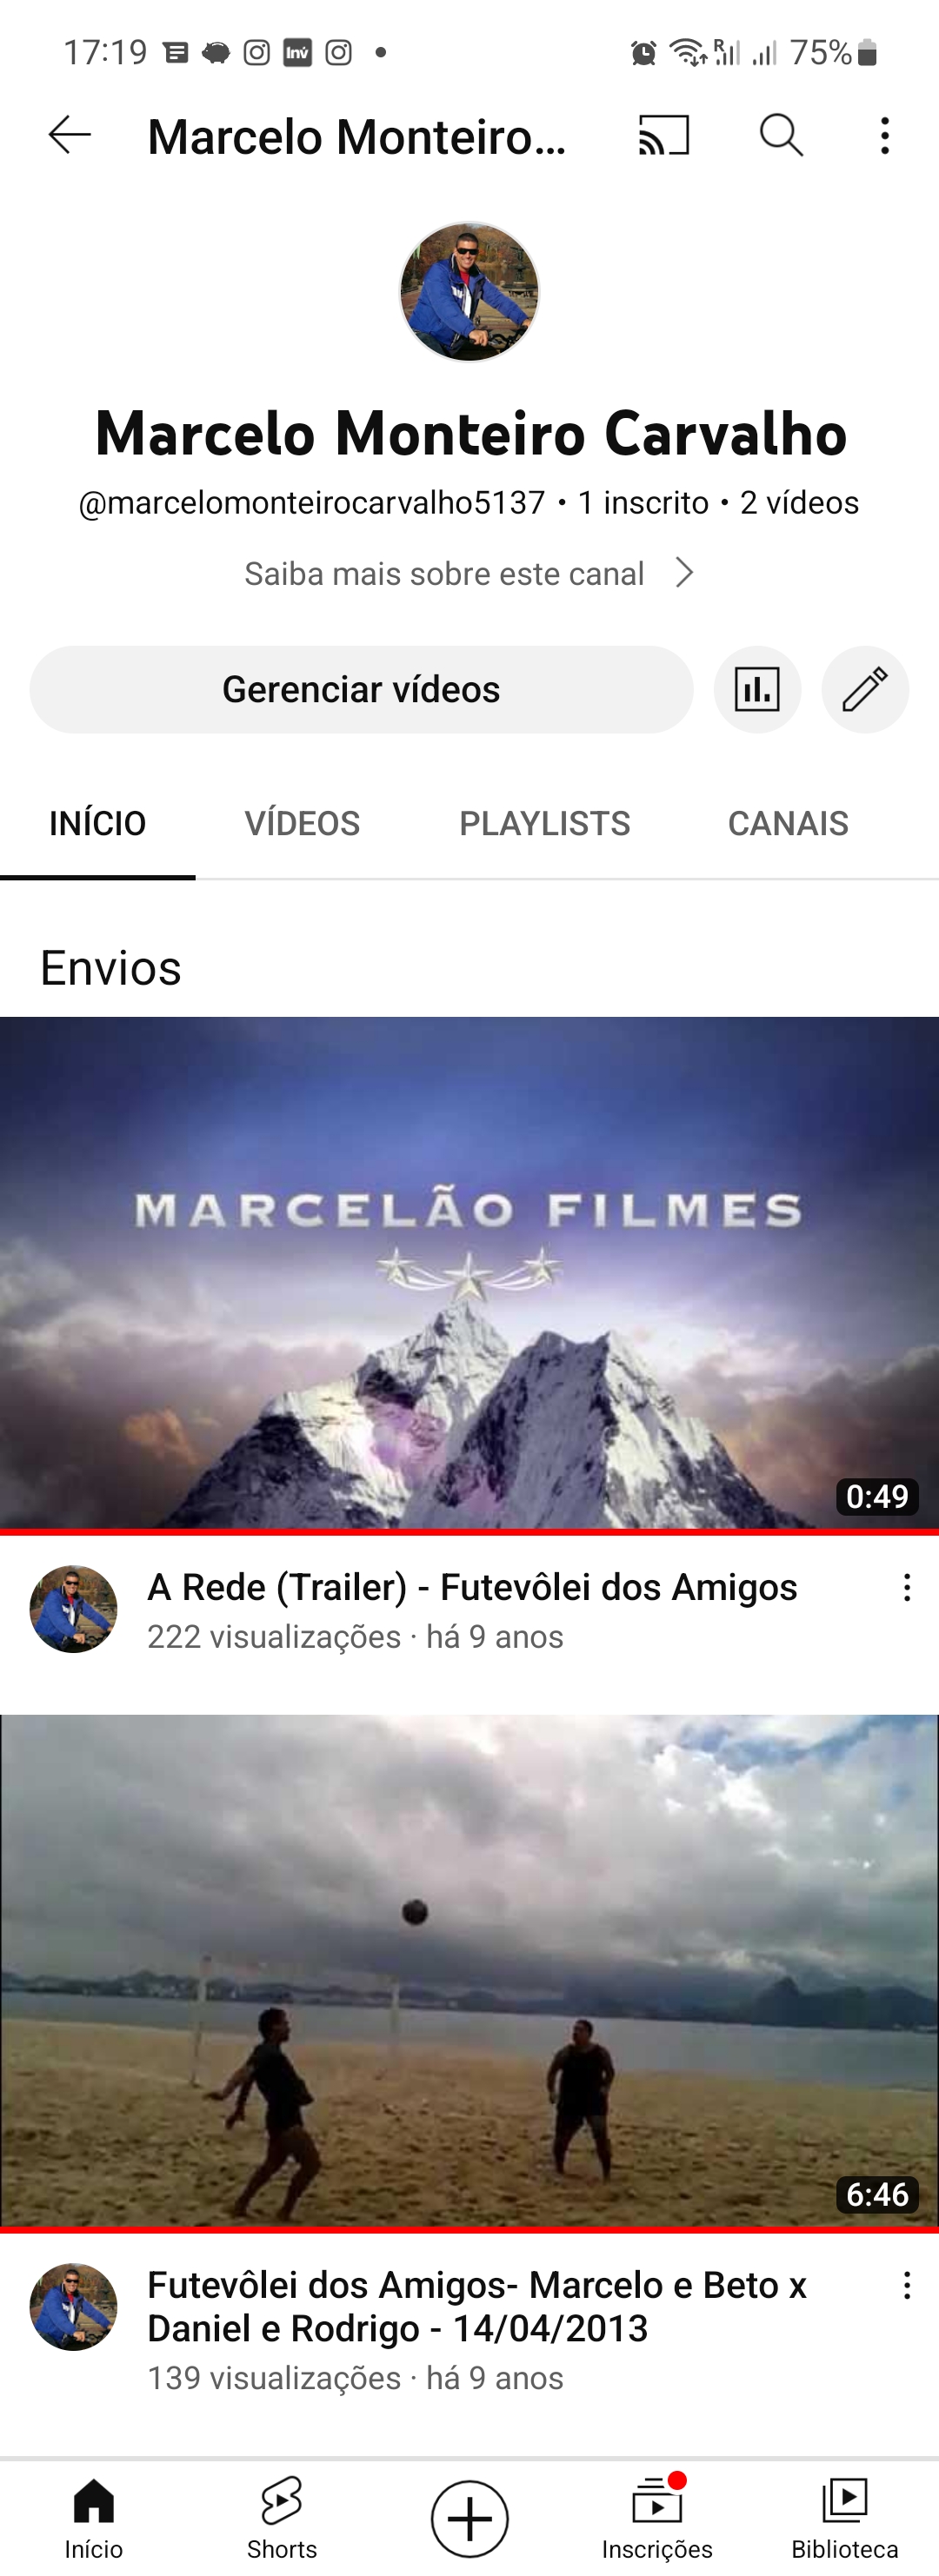 17:19
75%
Marcelo Monteiro...
Marcelo Monteiro Carvalho
@marcelomonteirocarvalho5137 • 1 inscrito • 2 vídeos
Saiba mais sobre este canal
Gerenciar vídeos
INÍCIO VÍDEOS PLAYLISTS CANAIS
Envios
MARCELÃO FILMES
0:49
A Rede (Trailer) - Futevôlei dos Amigos
222 visualizações · há 9 anos
6:46
Futevôlei dos Amigos- Marcelo e Beto x
Daniel e Rodrigo - 14/04/2013
139 visualizações · há 9 anos
Início Shorts Inscrições Biblioteca